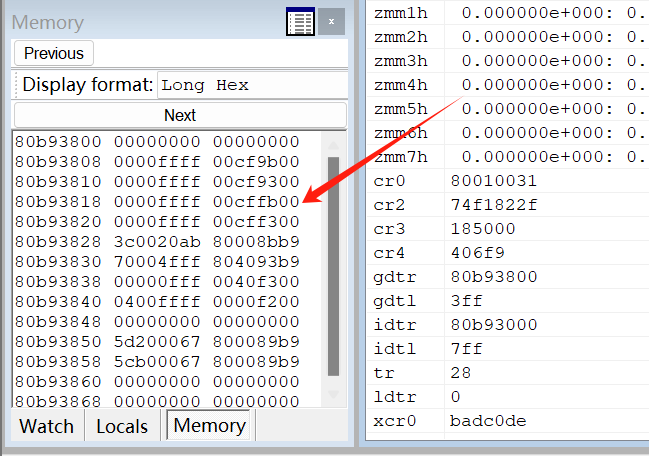 Memory
x
Previous
Display format: Long Hex
Next
80b93800 00000000 00000000
80b93808 0000ffff 00cf9b00
80b93810 0000ffff 00cf9300
80b93818 0000ffff 00cffb00
80b93820 0000ffff 00cff300
80b93828 3c0020ab 80008bb9
80b93830 70004fff 804093b9
80b93838 00000fff 0040f300
80b93840 0400ffff 0000f200
80b93848 00000000 00000000
80b93850 5d200067 800089b9
80b93858 5cb00067 800089b9
80b93860 00000000 00000000
80b93868 00000000 00000000
Watch Locals Memory
zmm1h 0.000000e+000: 0.
zmm2h 0.000000e+000: 0.
zmm3h 0.000000e+000: 0.
zmm4h 0.000000e+000: 0.
zmm5h 0.000000e+000: 0.
zmm6h 0.000000e+000: 0.
zmm7h 0.000000e+000: 0.
cr0 80010031
cr2 74f1822f
cr3 185000
cr4 406f9
gdtr 80b93800
gdtl 3ff
idtr 80b93000
idtl 7ff
tr 28
ldtr 0
xcr0 badc0de